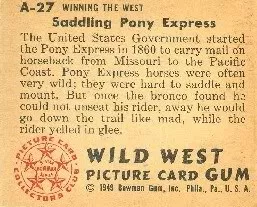 A-27 WINNING THE WEST
Saddling Pony Express
The United States Government started
the Pony Express in 1860 to carry mail on
horseback from Missouri to the Pacific
Coast. Pony Express horses were often
very wild; they were hard to saddle and
mount. But once the bronco found he
could not unseat his rider, away he would
go down the trail like mad, while the
rider yelled in glee.
PICTURE CARD
COLLECTORS CLUB
WILD WEST
PICTURE CARD GUM
© 1949 Bowman Gum, Inc. Phila., Pa., U. S. A.